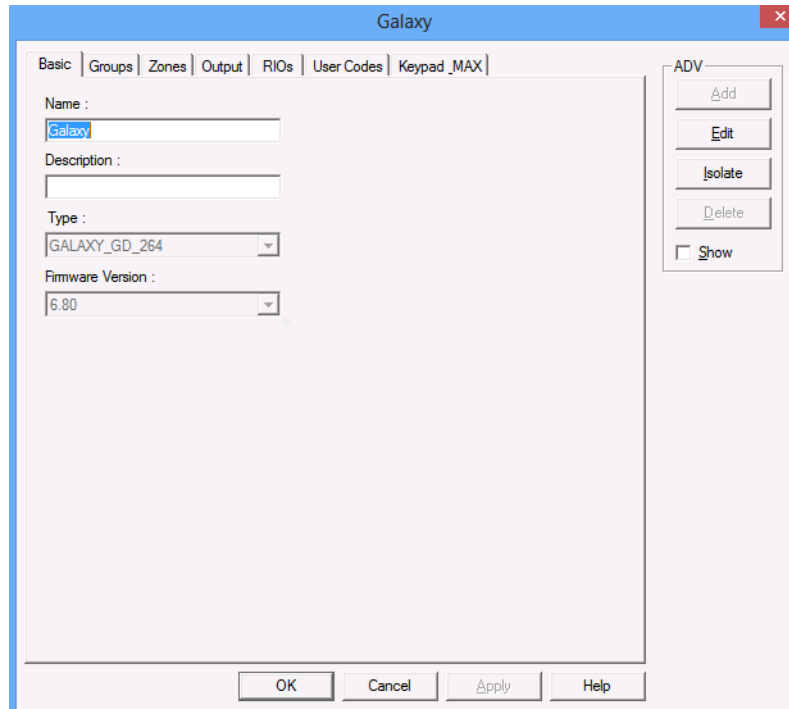 Galaxy
Basic Groups Zones Output RIOs User Codes Keypad _MAX
Name :
Galaxy
Description :
Type :
GALAXY_GD_264
Firmware Version :
6.80
ADV
Add
Edit
Isolate
Delete
Show
OK Cancel Apply Help